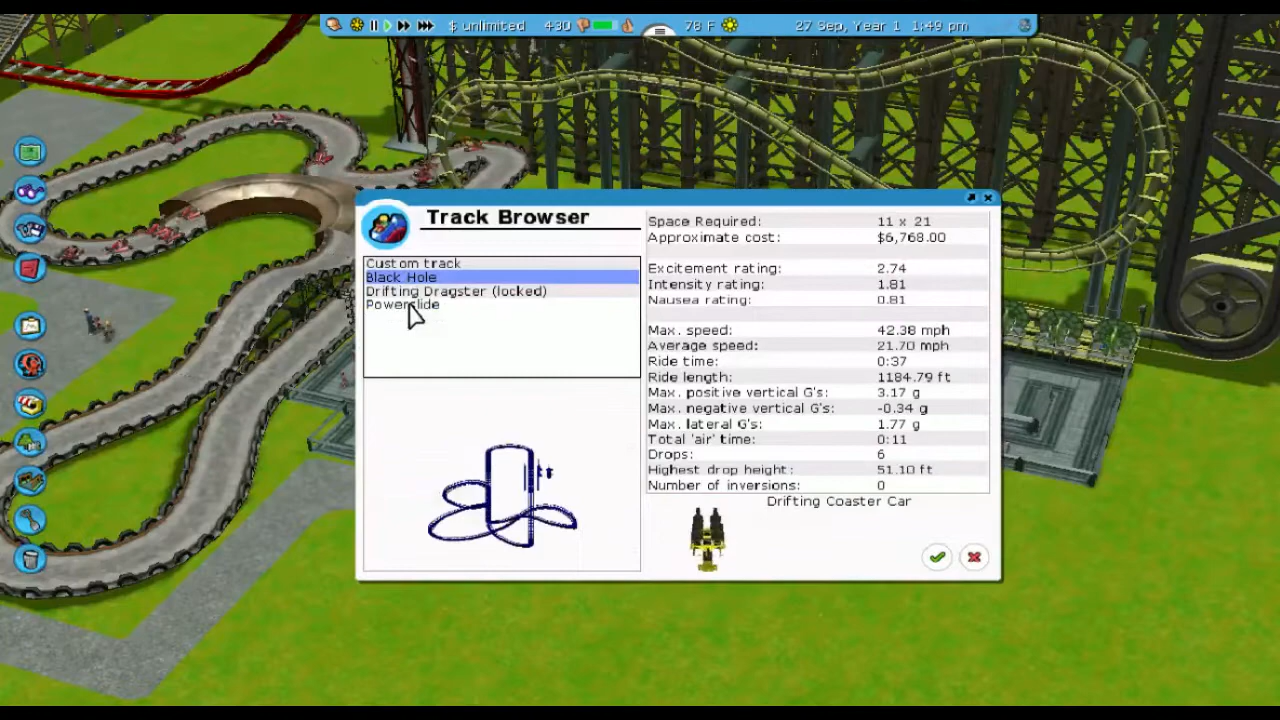 $ unlimited 430 78 F 27 Sep, Year 1 1:49 pm
Track Browser
Custom track
Black Hole
Drifting Dragster (locked)
Powerslide
Space Required: 11 x 21
Approximate cost: $6,768.00
Excitement rating: 2.74
Intensity rating: 1.81
Nausea rating: 0.81
Max. speed: 42.38 mph
Average speed: 21.70 mph
Ride time: 0:37
Ride length: 1184.79 ft
Max. positive vertical G's: 3.17 g
Max. negative vertical G's: -0.34 g
Max. lateral G's: 1.77 g
Total 'air' time: 0:11
Drops: 6
Highest drop height: 51.10 ft
Number of inversions: 0
Drifting Coaster Car